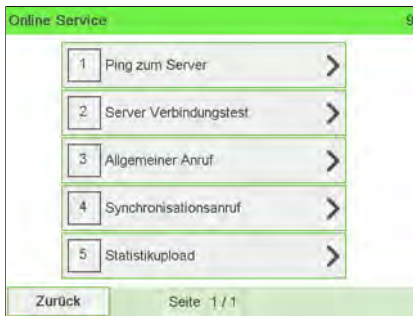 Online Service 9
1 Ping zum Server
2 Server Verbindungstest
3 Allgemeiner Anruf
4 Synchronisationsanruf
5 Statistikupload
Zurück Seite 1 / 1